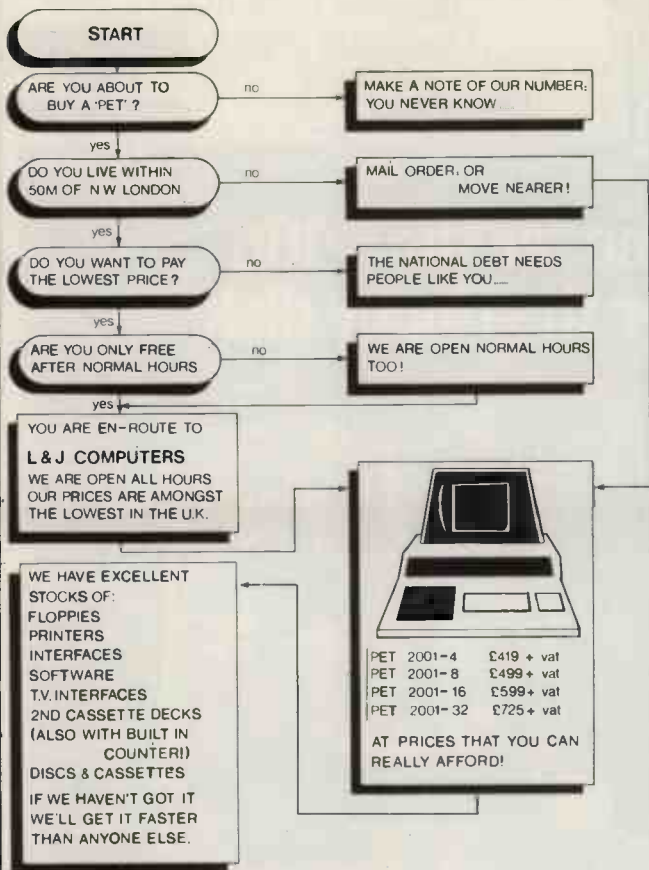 START
ARE YOU ABOUT TO
BUY A 'PET' ?
no
MAKE A NOTE OF OUR NUMBER:
YOU NEVER KNOW....
yes
DO YOU LIVE WITHIN
50M OF N W LONDON
no
MAIL ORDER, OR
MOVE NEARER!
yes
DO YOU WANT TO PAY
THE LOWEST PRICE?
no
THE NATIONAL DEBT NEEDS
PEOPLE LIKE YOU.....
yes
ARE YOU ONLY FREE
AFTER NORMAL HOURS
no
WE ARE OPEN NORMAL HOURS
TOO!
yes
YOU ARE EN-ROUTE TO
L & J COMPUTERS
WE ARE OPEN ALL HOURS
OUR PRICES ARE AMONGST
THE LOWEST IN THE U.K.
PET 2001-4 £419 + vat
PET 2001-8 £499 + vat
PET 2001-16 £599 + vat
PET 2001-32 £725 + vat
AT PRICES THAT YOU CAN
REALLY AFFORD!
WE HAVE EXCELLENT
STOCKS OF:
FLOPPIES
PRINTERS
INTERFACES
SOFTWARE
T.V. INTERFACES
2ND CASSETTE DECKS
(ALSO WITH BUILT IN
COUNTER!)
DISCS & CASSETTES
IF WE HAVEN'T GOT IT
WE'LL GET IT FASTER
THAN ANYONE ELSE.